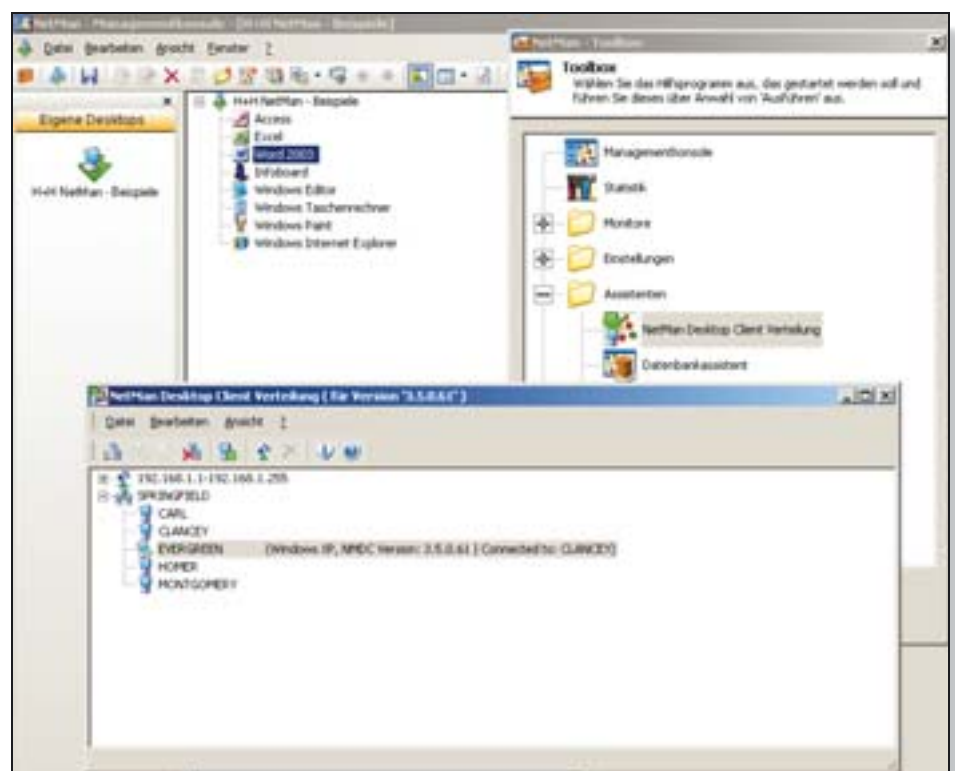 NetMan - Managementkonsole - [H+H NetMan - Beispiele]
Datei Bearbeiten Ansicht Fenster ?
Eigene Desktops
H+H NetMan - Beispiele
H+H NetMan - Beispiele
Access
Excel
Word 2003
Infoboard
Windows Editor
Windows Taschenrechner
Windows Paint
Windows Internet Explorer
NetMan - Toolbox
Toolbox
Wählen Sie das Hilfsprogramm aus, das gestartet werden soll und
führen Sie dieses über Anwahl von 'Ausführen' aus.
Managementkonsole
Statistik
Monitore
Einstellungen
Assistenten
NetMan Desktop Client Verteilung
Datenbankassistent
NetMan Desktop Client Verteilung ( für Version "3.5.0.61" )
Datei Bearbeiten Ansicht ?
192.168.1.1-192.168.1.255
SPRINGFIELD
CARL
CLANCEY
EVERGREEN (Windows XP, NMDC Version: 3.5.0.61 | Connected to: CLANCEY)
HOMER
MONTGOMERY